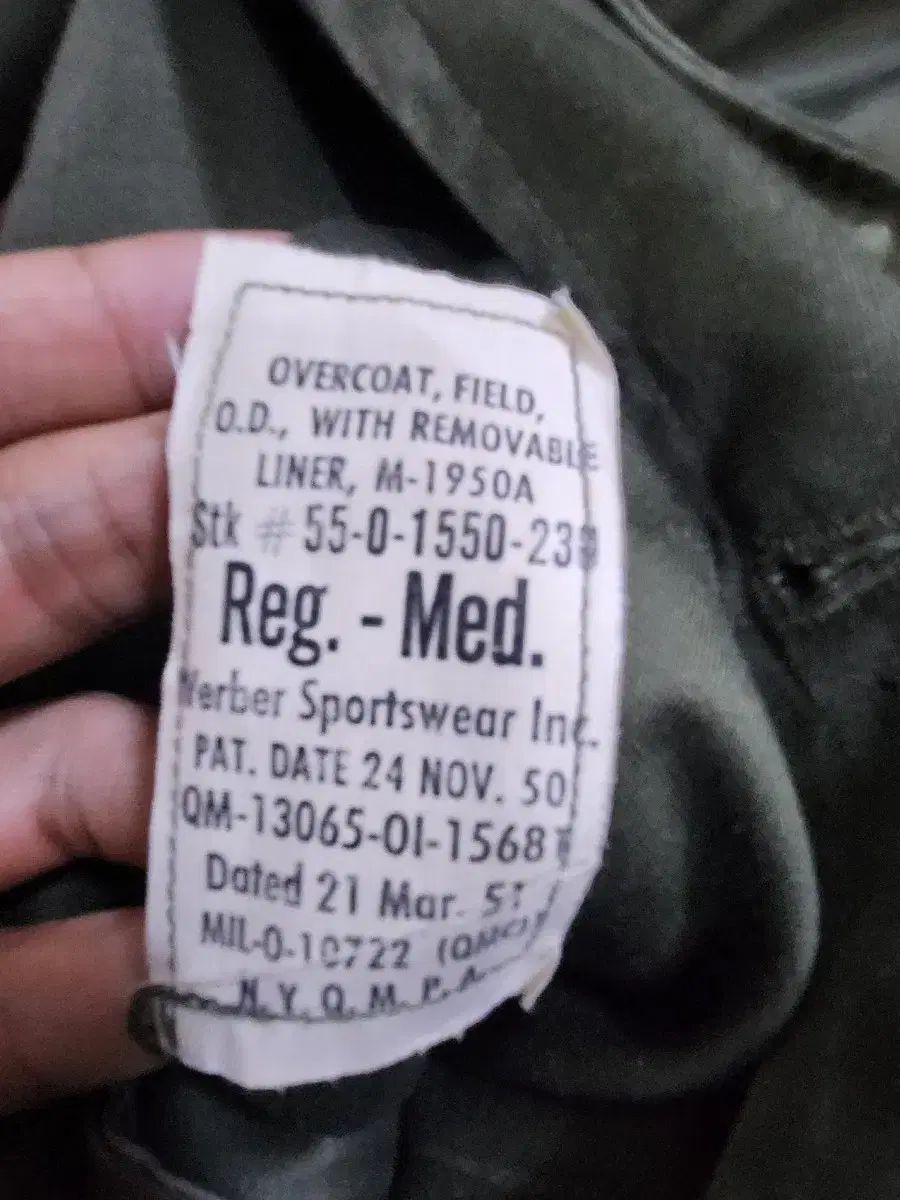 OVERCOAT, FIELD,
O.D., WITH REMOVABLE
LINER, M-1950A
Stk # 55-0-1550-23
Reg. - Med.
Werber Sportswear Inc.
PAT. DATE 24 NOV. 50
QM-13065-OI-1568
Dated 21 Mar. 51
MIL-O-10722 (QMC)
N. Y. Q. M. P. A.